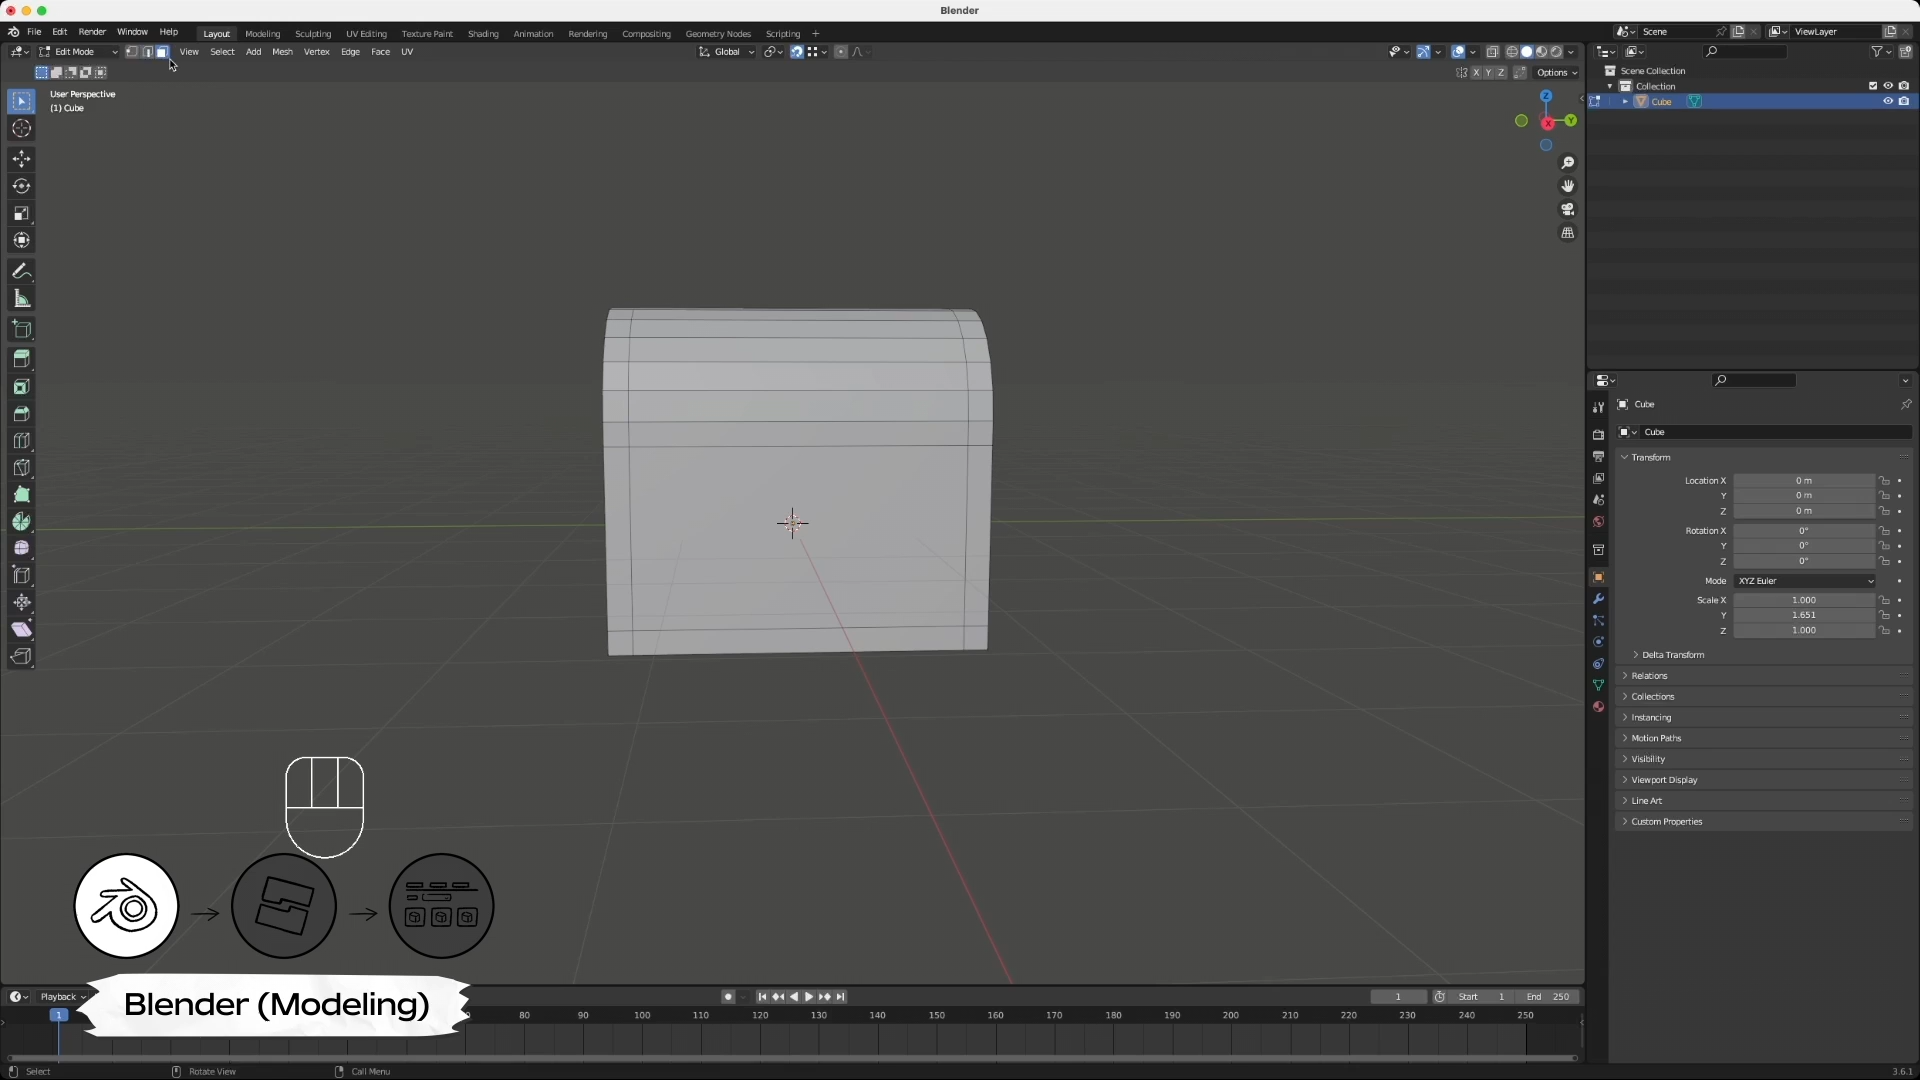 Blender
File Edit Render Window Help Layout Modeling Sculpting UV Editing Texture Paint Shading Animation Rendering Compositing Geometry Nodes Scripting + Scene ViewLayer
Edit Mode View Select Add Mesh Vertex Edge Face UV Global
X Y Z Options
User Perspective
(1) Cube
Z
X
Y
Scene Collection
Collection
Cube
Cube
Cube
Transform
Location X 0 m
Y 0 m
Z 0 m
Rotation X 0°
Y 0°
Z 0°
Mode XYZ Euler
Scale X 1.000
Y 1.651
Z 1.000
Delta Transform
Relations
Collections
Instancing
Motion Paths
Visibility
Viewport Display
Line Art
Custom Properties
Blender (Modeling)
Playback 1 Start 1 End 250
1 80 90 100 110 120 130 140 150 160 170 180 190 200 210 220 230 240 250
Select Rotate View Call Menu 3.6.1